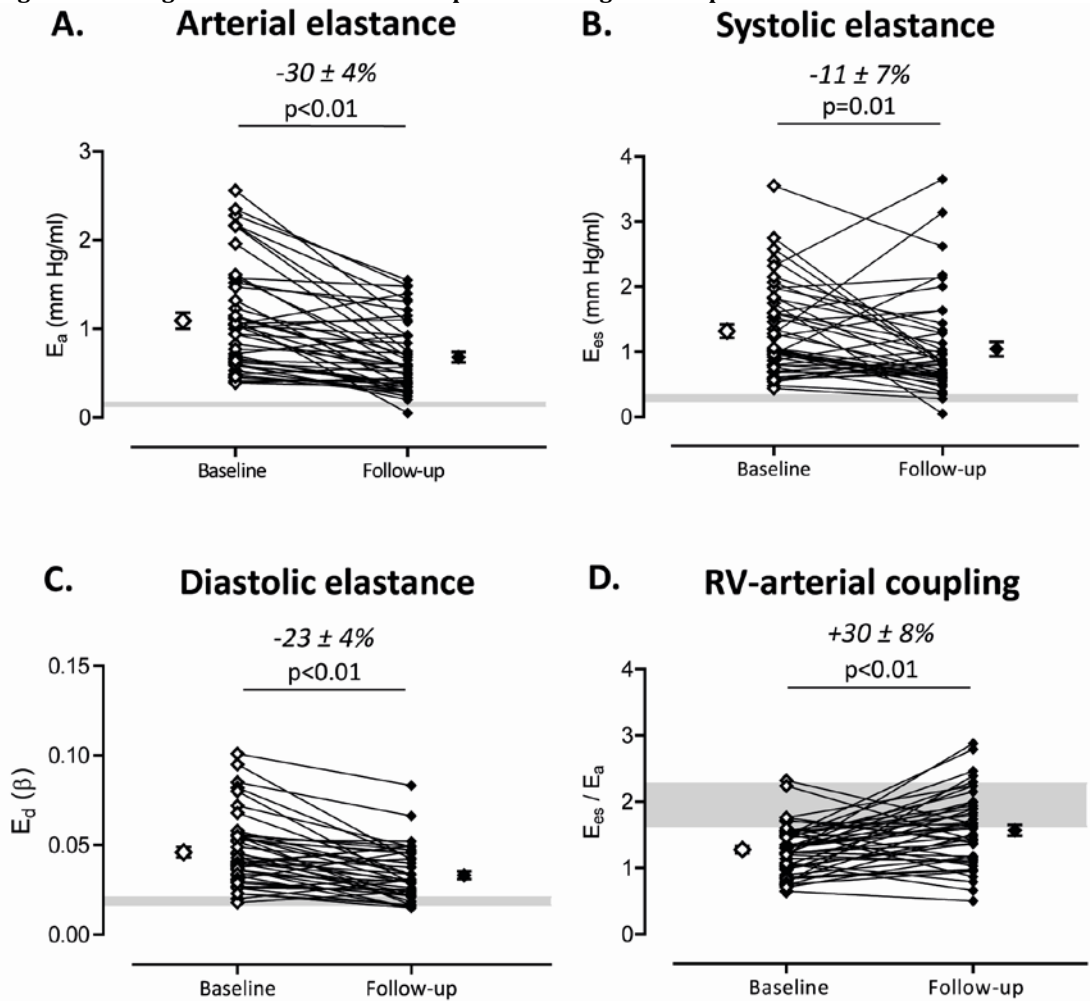 A. Arterial elastance
-30 ± 4%
p<0.01
3
2
1
0
Ea (mm Hg/ml)
Baseline
Follow-up
B. Systolic elastance
-11 ± 7%
p=0.01
4
3
2
1
0
Ees (mm Hg/ml)
Baseline
Follow-up
C. Diastolic elastance
-23 ± 4%
p<0.01
0.15
0.10
0.05
0.00
Ed (β)
Baseline
Follow-up
D. RV-arterial coupling
+30 ± 8%
p<0.01
4
3
2
1
0
Ees / Ea
Baseline
Follow-up